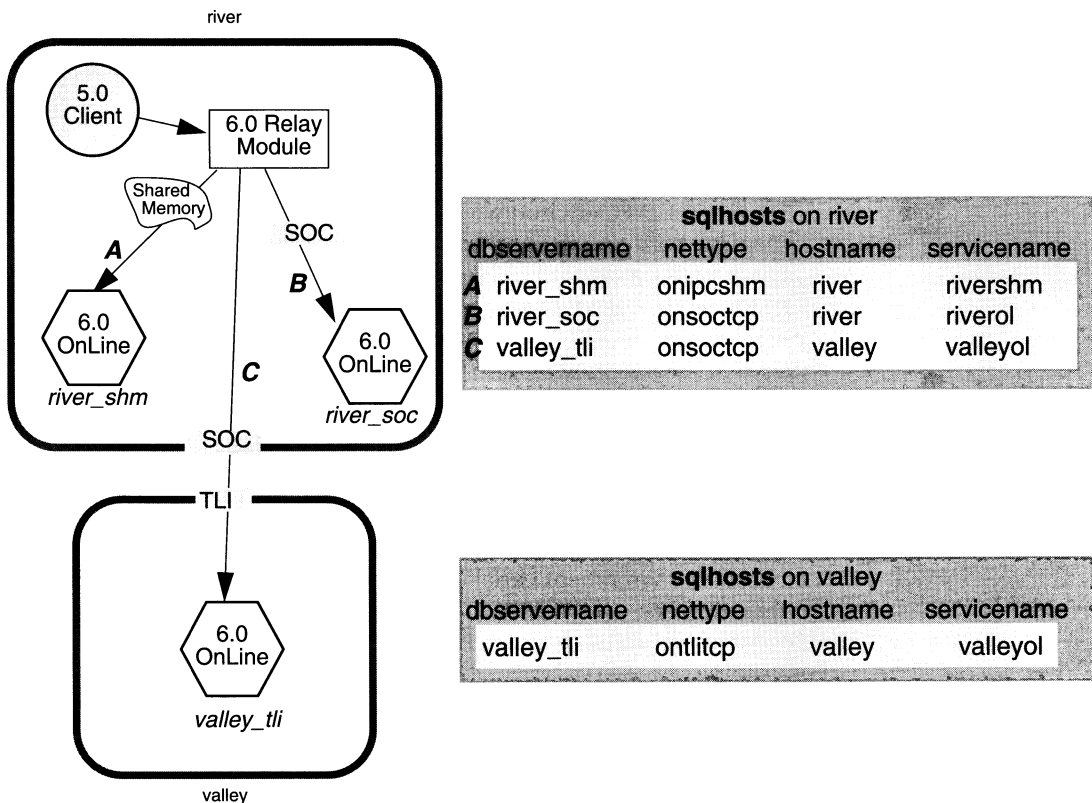 river
5.0
Client
6.0 Relay
Module
Shared
Memory
SOC
A
B
6.0
OnLine
river_shm
6.0
OnLine
river_soc
C
SOC
TLI
6.0
OnLine
valley_tli
valley
sqlhosts on river
dbservername nettype hostname servicename
A river_shm onipcshm river rivershm
B river_soc onsoctcp river riverol
C valley_tli onsoctcp valley valleyol
sqlhosts on valley
dbservername nettype hostname servicename
valley_tli ontlitcp valley valleyol